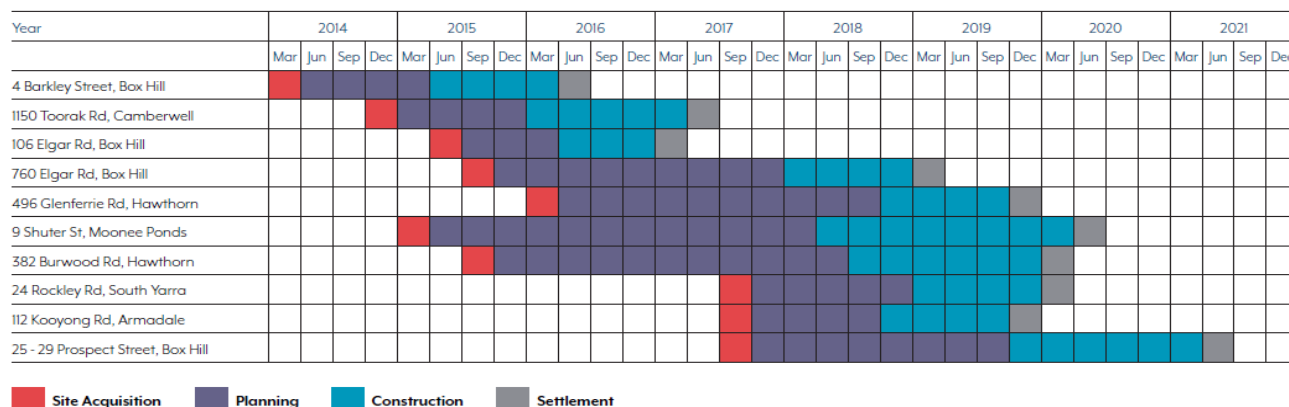 Year 2014 2015 2016 2017 2018 2019 2020 2021
Mar Jun Sep Dec Mar Jun Sep Dec Mar Jun Sep Dec Mar Jun Sep Dec Mar Jun Sep Dec Mar Jun Sep Dec Mar Jun Sep Dec Mar Jun Sep Dec
4 Barkley Street, Box Hill
1150 Toorak Rd, Camberwell
106 Elgar Rd, Box Hill
760 Elgar Rd, Box Hill
496 Glenferrie Rd, Hawthorn
9 Shuter St, Moonee Ponds
382 Burwood Rd, Hawthorn
24 Rockley Rd, South Yarra
112 Kooyong Rd, Armadale
25 - 29 Prospect Street, Box Hill
Site Acquisition Planning Construction Settlement